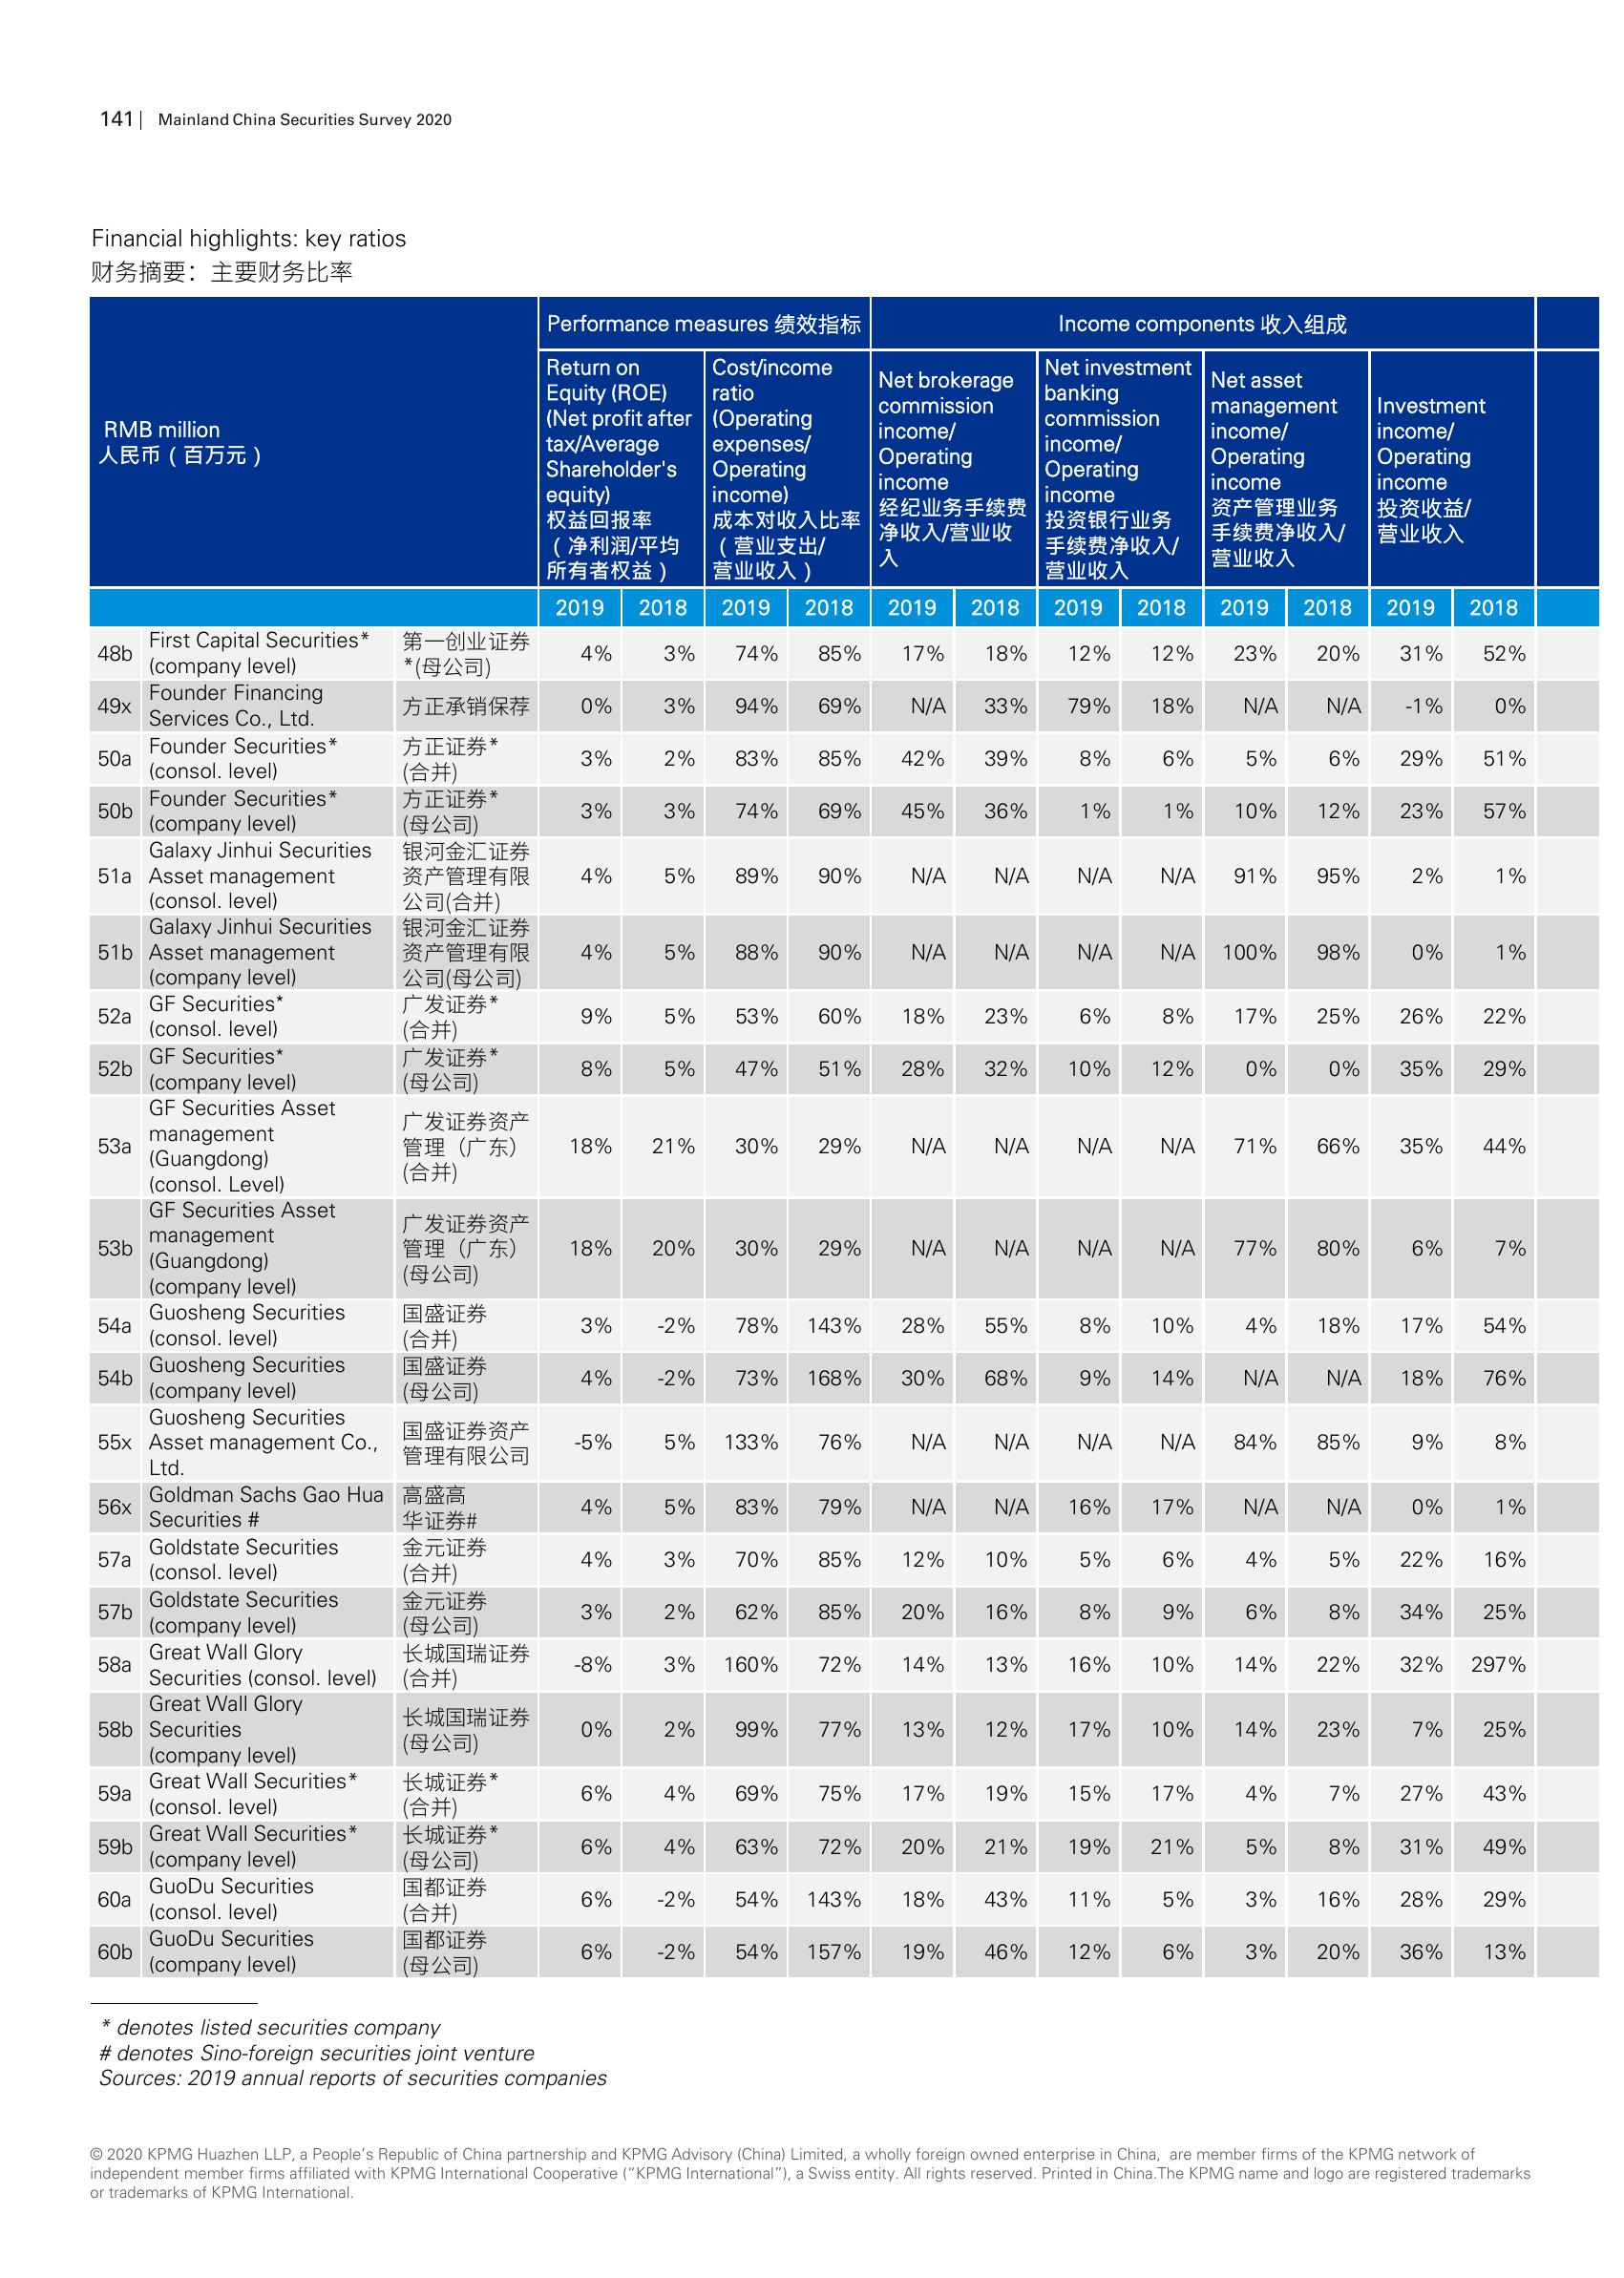 141 | Mainland China Securities Survey 2020
Financial highlights: key ratios
财务摘要：主要财务比率
Performance measures 绩效指标 Income components 收入组成
RMB million
人民币（百万元）
Return on
Equity (ROE)
(Net profit after
tax/Average
Shareholder's
equity)
权益回报率
（净利润/平均
所有者权益）
Cost/income
ratio
(Operating
expenses/
Operating
income)
成本对收入比率
（营业支出/
营业收入）
Net brokerage
commission
income/
Operating
income
经纪业务手续费
净收入/营业收
入
Net investment
banking
commission
income/
Operating
income
投资银行业务
手续费净收入/
营业收入
Net asset
management
income/
Operating
income
资产管理业务
手续费净收入/
营业收入
Investment
income/
Operating
income
投资收益/
营业收入
2019 2018 2019 2018 2019 2018 2019 2018 2019 2018 2019 2018
48b First Capital Securities*
(company level) 第一创业证券
*(母公司) 4% 3% 74% 85% 17% 18% 12% 12% 23% 20% 31% 52%
49x Founder Financing
Services Co., Ltd. 方正承销保荐 0% 3% 94% 69% N/A 33% 79% 18% N/A N/A -1% 0%
50a Founder Securities*
(consol. level) 方正证券*
(合并) 3% 2% 83% 85% 42% 39% 8% 6% 5% 6% 29% 51%
50b Founder Securities*
(company level) 方正证券*
(母公司) 3% 3% 74% 69% 45% 36% 1% 1% 10% 12% 23% 57%
51a Galaxy Jinhui Securities
Asset management
(consol. level) 银河金汇证券
资产管理有限
公司(合并) 4% 5% 89% 90% N/A N/A N/A N/A 91% 95% 2% 1%
51b Galaxy Jinhui Securities
Asset management
(company level) 银河金汇证券
资产管理有限
公司(母公司) 4% 5% 88% 90% N/A N/A N/A N/A 100% 98% 0% 1%
52a GF Securities*
(consol. level) 广发证券*
(合并) 9% 5% 53% 60% 18% 23% 6% 8% 17% 25% 26% 22%
52b GF Securities*
(company level) 广发证券*
(母公司) 8% 5% 47% 51% 28% 32% 10% 12% 0% 0% 35% 29%
53a GF Securities Asset
management
(Guangdong)
(consol. Level) 广发证券资产
管理（广东）
(合并) 18% 21% 30% 29% N/A N/A N/A N/A 71% 66% 35% 44%
53b GF Securities Asset
management
(Guangdong)
(company level) 广发证券资产
管理（广东）
(母公司) 18% 20% 30% 29% N/A N/A N/A N/A 77% 80% 6% 7%
54a Guosheng Securities
(consol. level) 国盛证券
(合并) 3% -2% 78% 143% 28% 55% 8% 10% 4% 18% 17% 54%
54b Guosheng Securities
(company level) 国盛证券
(母公司) 4% -2% 73% 168% 30% 68% 9% 14% N/A N/A 18% 76%
55x Guosheng Securities
Asset management Co.,
Ltd. 国盛证券资产
管理有限公司 -5% 5% 133% 76% N/A N/A N/A N/A 84% 85% 9% 8%
56x Goldman Sachs Gao Hua
Securities # 高盛高
华证券# 4% 5% 83% 79% N/A N/A 16% 17% N/A N/A 0% 1%
57a Goldstate Securities
(consol. level) 金元证券
(合并) 4% 3% 70% 85% 12% 10% 5% 6% 4% 5% 22% 16%
57b Goldstate Securities
(company level) 金元证券
(母公司) 3% 2% 62% 85% 20% 16% 8% 9% 6% 8% 34% 25%
58a Great Wall Glory
Securities (consol. level) 长城国瑞证券
(合并) -8% 3% 160% 72% 14% 13% 16% 10% 14% 22% 32% 297%
58b Great Wall Glory
Securities
(company level) 长城国瑞证券
(母公司) 0% 2% 99% 77% 13% 12% 17% 10% 14% 23% 7% 25%
59a Great Wall Securities*
(consol. level) 长城证券*
(合并) 6% 4% 69% 75% 17% 19% 15% 17% 4% 7% 27% 43%
59b Great Wall Securities*
(company level) 长城证券*
(母公司) 6% 4% 63% 72% 20% 21% 19% 21% 5% 8% 31% 49%
60a GuoDu Securities
(consol. level) 国都证券
(合并) 6% -2% 54% 143% 18% 43% 11% 5% 3% 16% 28% 29%
60b GuoDu Securities
(company level) 国都证券
(母公司) 6% -2% 54% 157% 19% 46% 12% 6% 3% 20% 36% 13%
* denotes listed securities company
# denotes Sino-foreign securities joint venture
Sources: 2019 annual reports of securities companies
© 2020 KPMG Huazhen LLP, a People’s Republic of China partnership and KPMG Advisory (China) Limited, a wholly foreign owned enterprise in China, are member firms of the KPMG network of
independent member firms affiliated with KPMG International Cooperative (“KPMG International”), a Swiss entity. All rights reserved. Printed in China.The KPMG name and logo are registered trademarks
or trademarks of KPMG International.